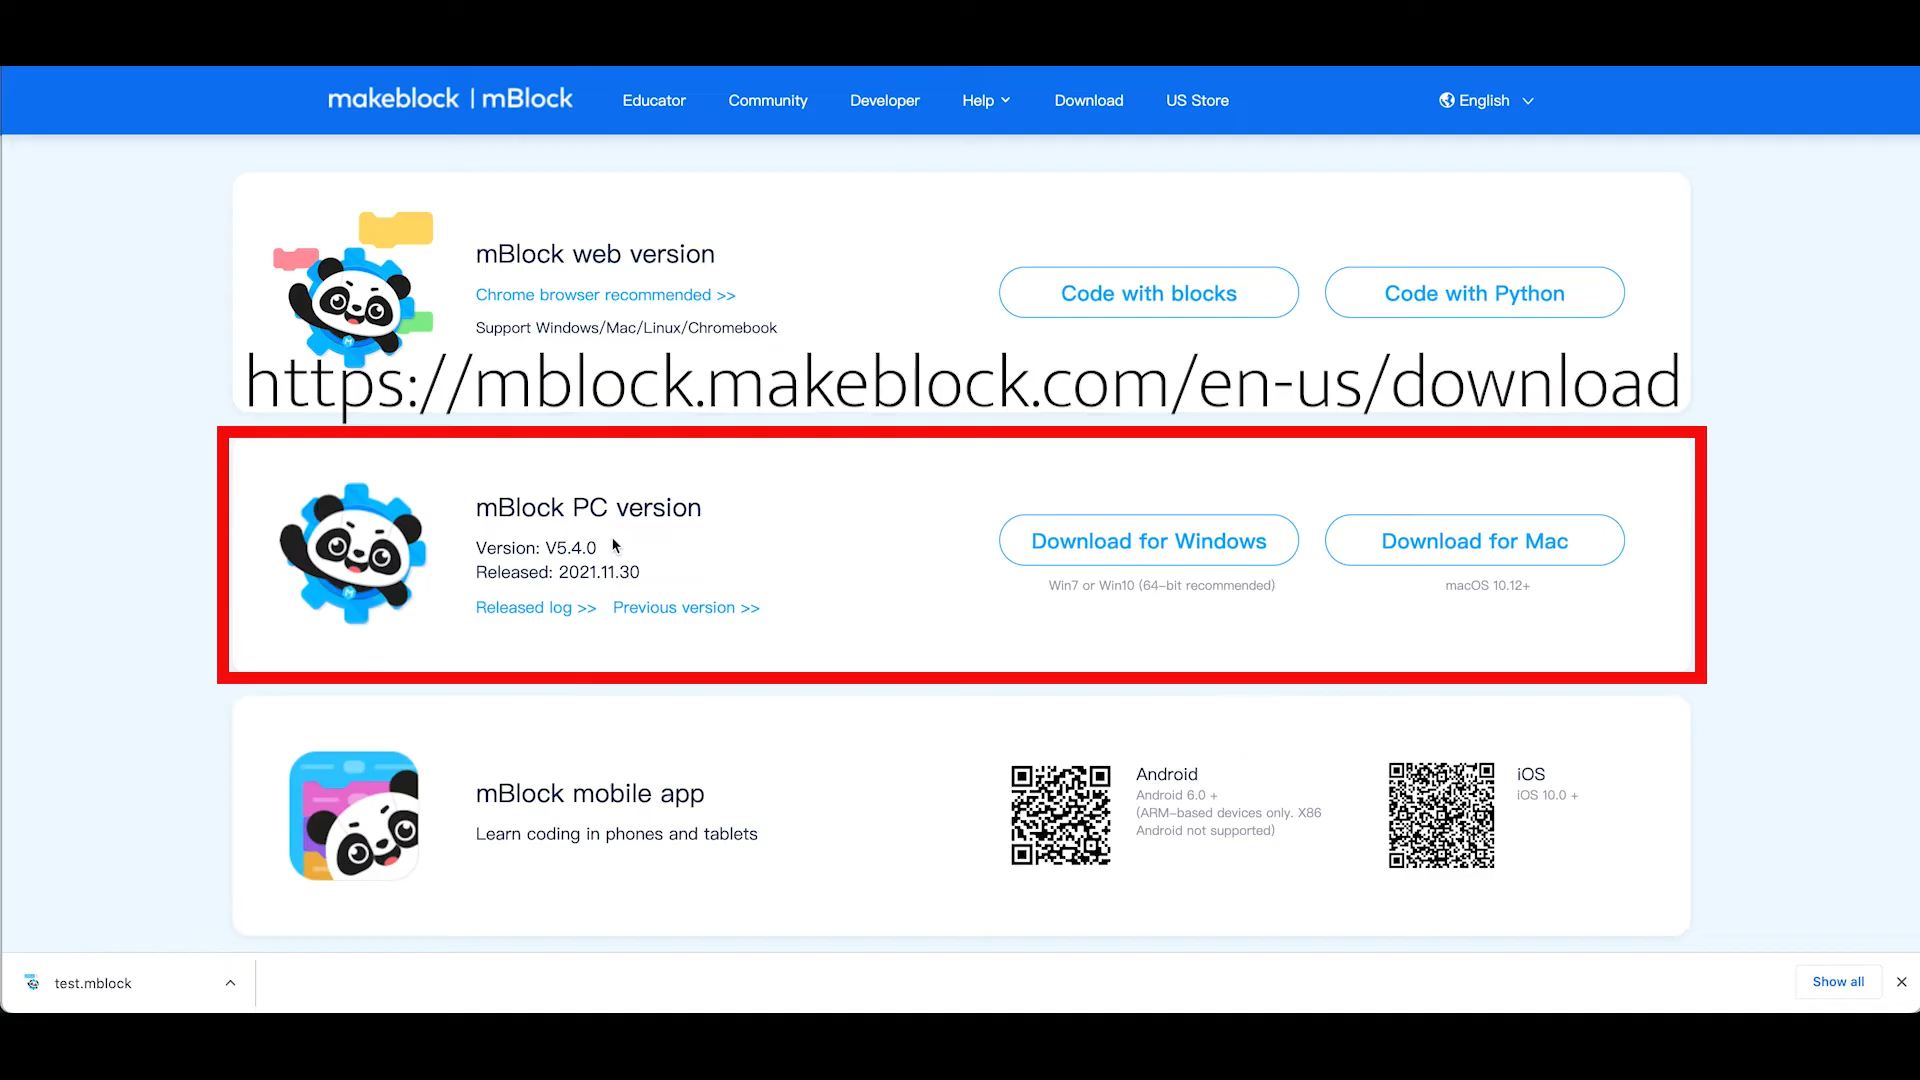 makeblock | mBlock Educator Community Developer Help Download US Store English
mBlock web version
Chrome browser recommended >>
Support Windows/Mac/Linux/Chromebook
Code with blocks Code with Python
https://mblock.makeblock.com/en-us/download
mBlock PC version
Version: V5.4.0
Released: 2021.11.30
Released log >> Previous version >>
Download for Windows Download for Mac
Win7 or Win10 (64-bit recommended) macOS 10.12+
mBlock mobile app
Learn coding in phones and tablets
Android
Android 6.0 +
(ARM-based devices only. X86
Android not supported)
iOS
iOS 10.0 +
test.mblock Show all